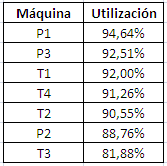 Máquina Utilización
P1 94,64%
P3 92,51%
T1 92,00%
T4 91,26%
T2 90,55%
P2 88,76%
T3 81,88%